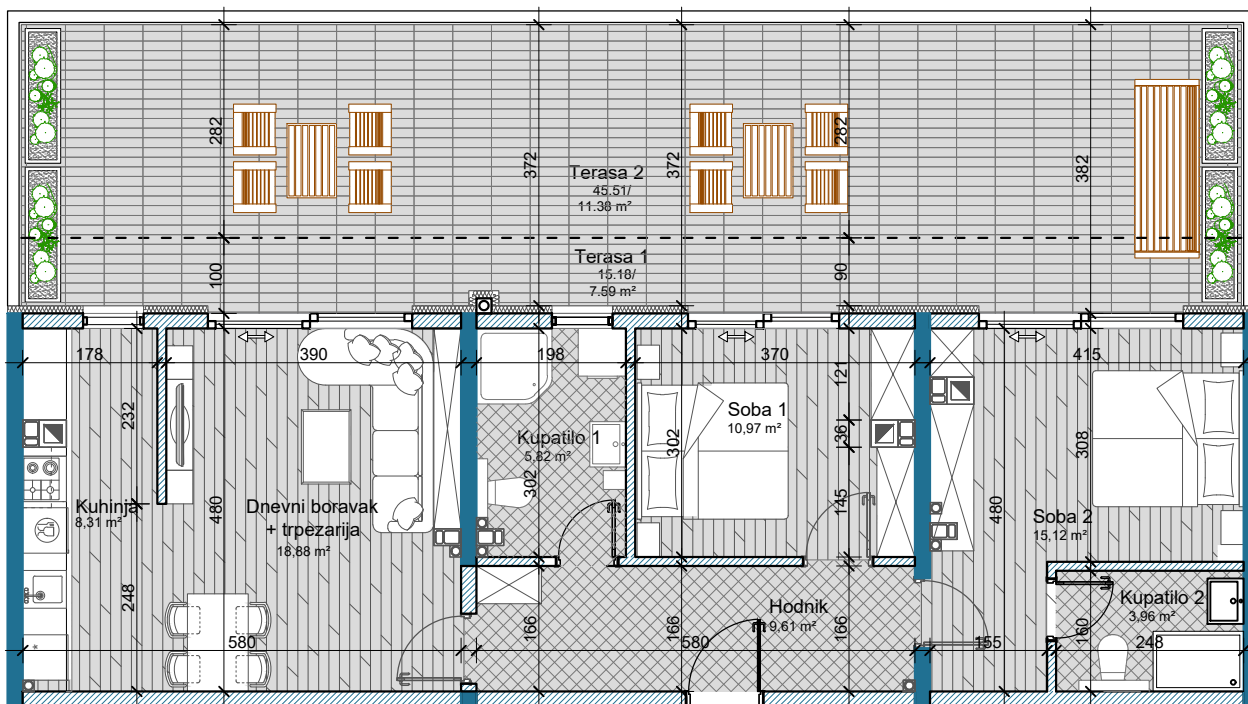 282
372
372
282
382
Terasa 2
45.51/
11.38 m²
100
Terasa 1
15.18/
7.59 m²
90
178
390
198
370
121
415
232
480
Kuhinja
8,31 m²
Dnevni boravak
+ trpezarija
18,88 m²
Kupatilo 1
5,82 m²
302
302
Soba 1
10,97 m²
36
145
308
480
Soba 2
15,12 m²
248
580
166
166
580
Hodnik
9,61 m²
166
155
160
Kupatilo 2
3,96 m²
248